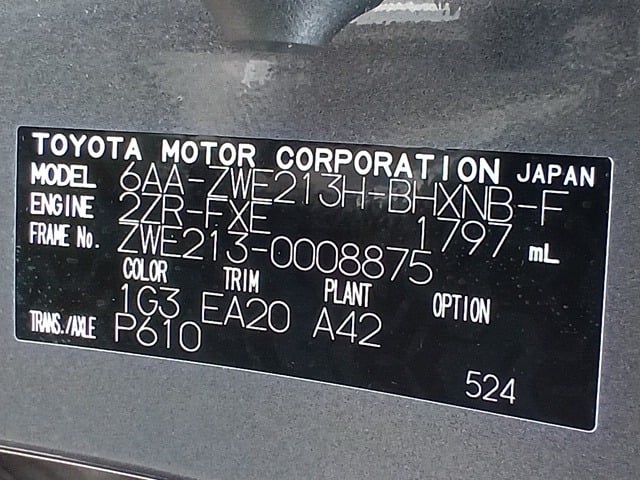 TOYOTA MOTOR CORPORATION JAPAN
MODEL 6AA-ZWE213H-BHXNB-F
ENGINE 2ZR-FXE 1797 mL
FRAME No. ZWE213-0008875
COLOR TRIM PLANT OPTION
1G3 EA20 A42
TRANS./AXLE P610
524